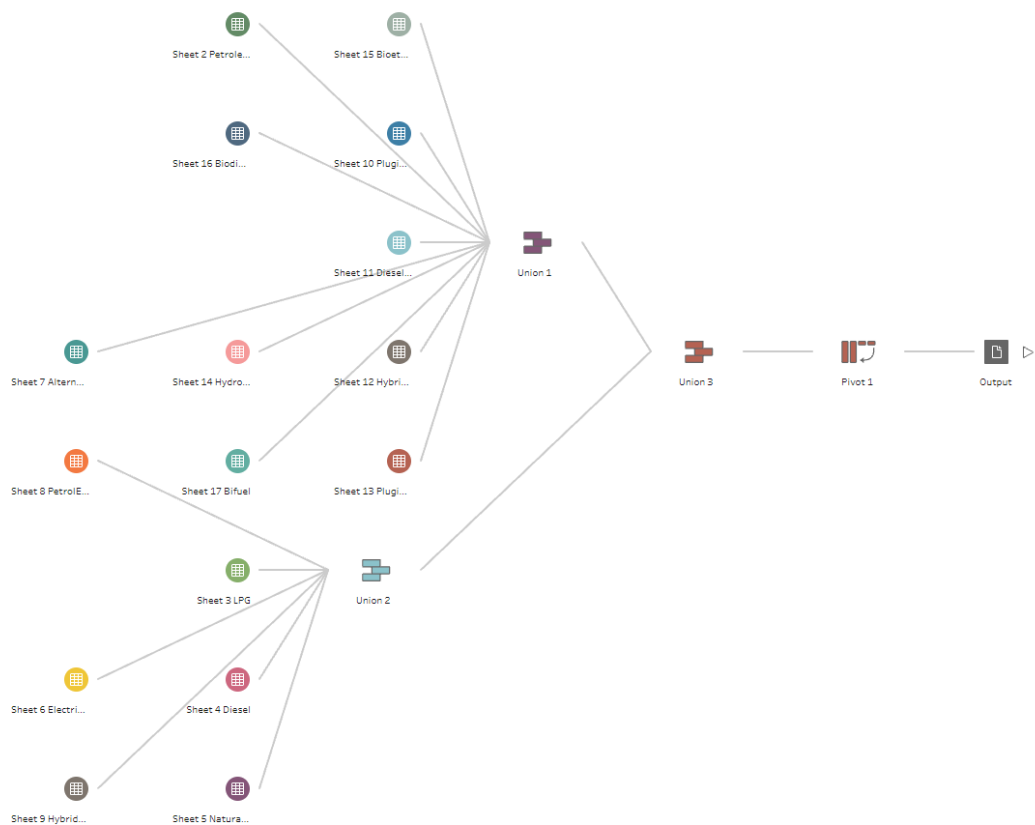 Sheet 2 Petrole...
Sheet 15 Bioet...
Sheet 16 Biodi...
Sheet 10 Plugi...
Sheet 11 Diesel...
Union 1
Sheet 7 Altern...
Sheet 14 Hydro...
Sheet 12 Hybri...
Union 3
Pivot 1
Output
Sheet 8 PetrolE...
Sheet 17 Bifuel
Sheet 13 Plugi...
Sheet 3 LPG
Union 2
Sheet 6 Electri...
Sheet 4 Diesel
Sheet 9 Hybrid...
Sheet 5 Natura...